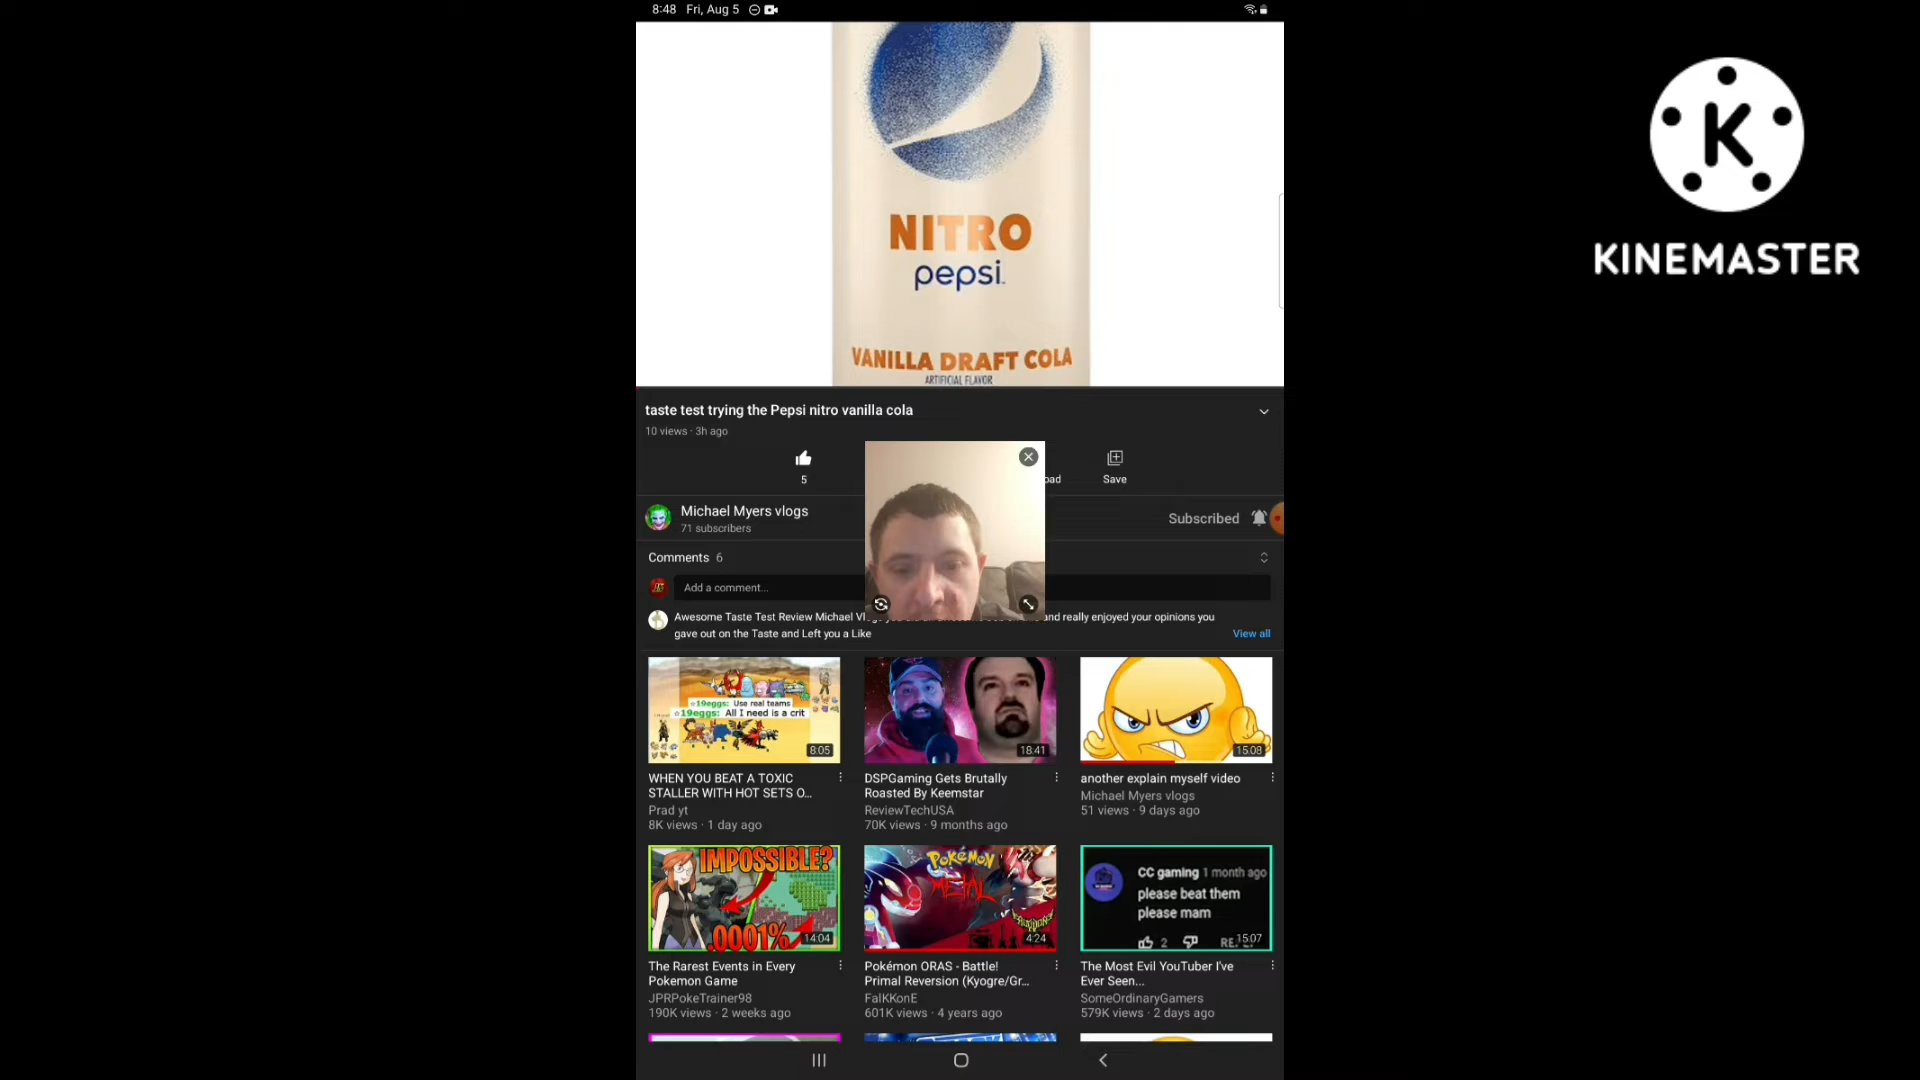 8:48 Fri, Aug 5
K
KINEMASTER
NITRO
pepsi
VANILLA DRAFT COLA
ARTIFICIAL FLAVOR
taste test trying the Pepsi nitro vanilla cola
10 views · 3h ago
5
oad
Save
Michael Myers vlogs
71 subscribers
Subscribed
Comments 6
Add a comment...
Awesome Taste Test Review Michael and really enjoyed your opinions you
gave out on the Taste and Left you a Like
View all
19eggs: Use real teams
19eggs: All I need is a crit
8:05
18:41
15:08
WHEN YOU BEAT A TOXIC
STALLER WITH HOT SETS O...
Prad yt
8K views · 1 day ago
DSPGaming Gets Brutally
Roasted By Keemstar
ReviewTechUSA
70K views · 9 months ago
another explain myself video
Michael Myers vlogs
51 views · 9 days ago
IMPOSSIBLE?
.0001%
14:04
POKéMON
METAL
4:24
CC gaming 1 month ago
please beat them
please mam
2
15:07
The Rarest Events in Every
Pokemon Game
JPRPokeTrainer98
190K views · 2 weeks ago
Pokémon ORAS - Battle!
Primal Reversion (Kyogre/Gr...
FalKKonE
601K views · 4 years ago
The Most Evil YouTuber I've
Ever Seen...
SomeOrdinaryGamers
579K views · 2 days ago